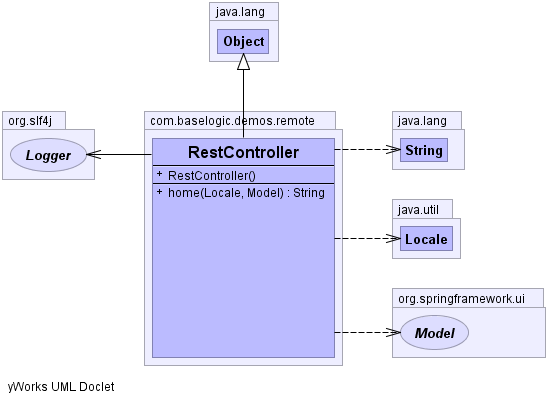 java.lang
Object
org.slf4j
Logger
com.baselogic.demos.remote
RestController
+ RestController()
+ home(Locale, Model) : String
java.lang
String
java.util
Locale
org.springframework.ui
Model
yWorks UML Doclet